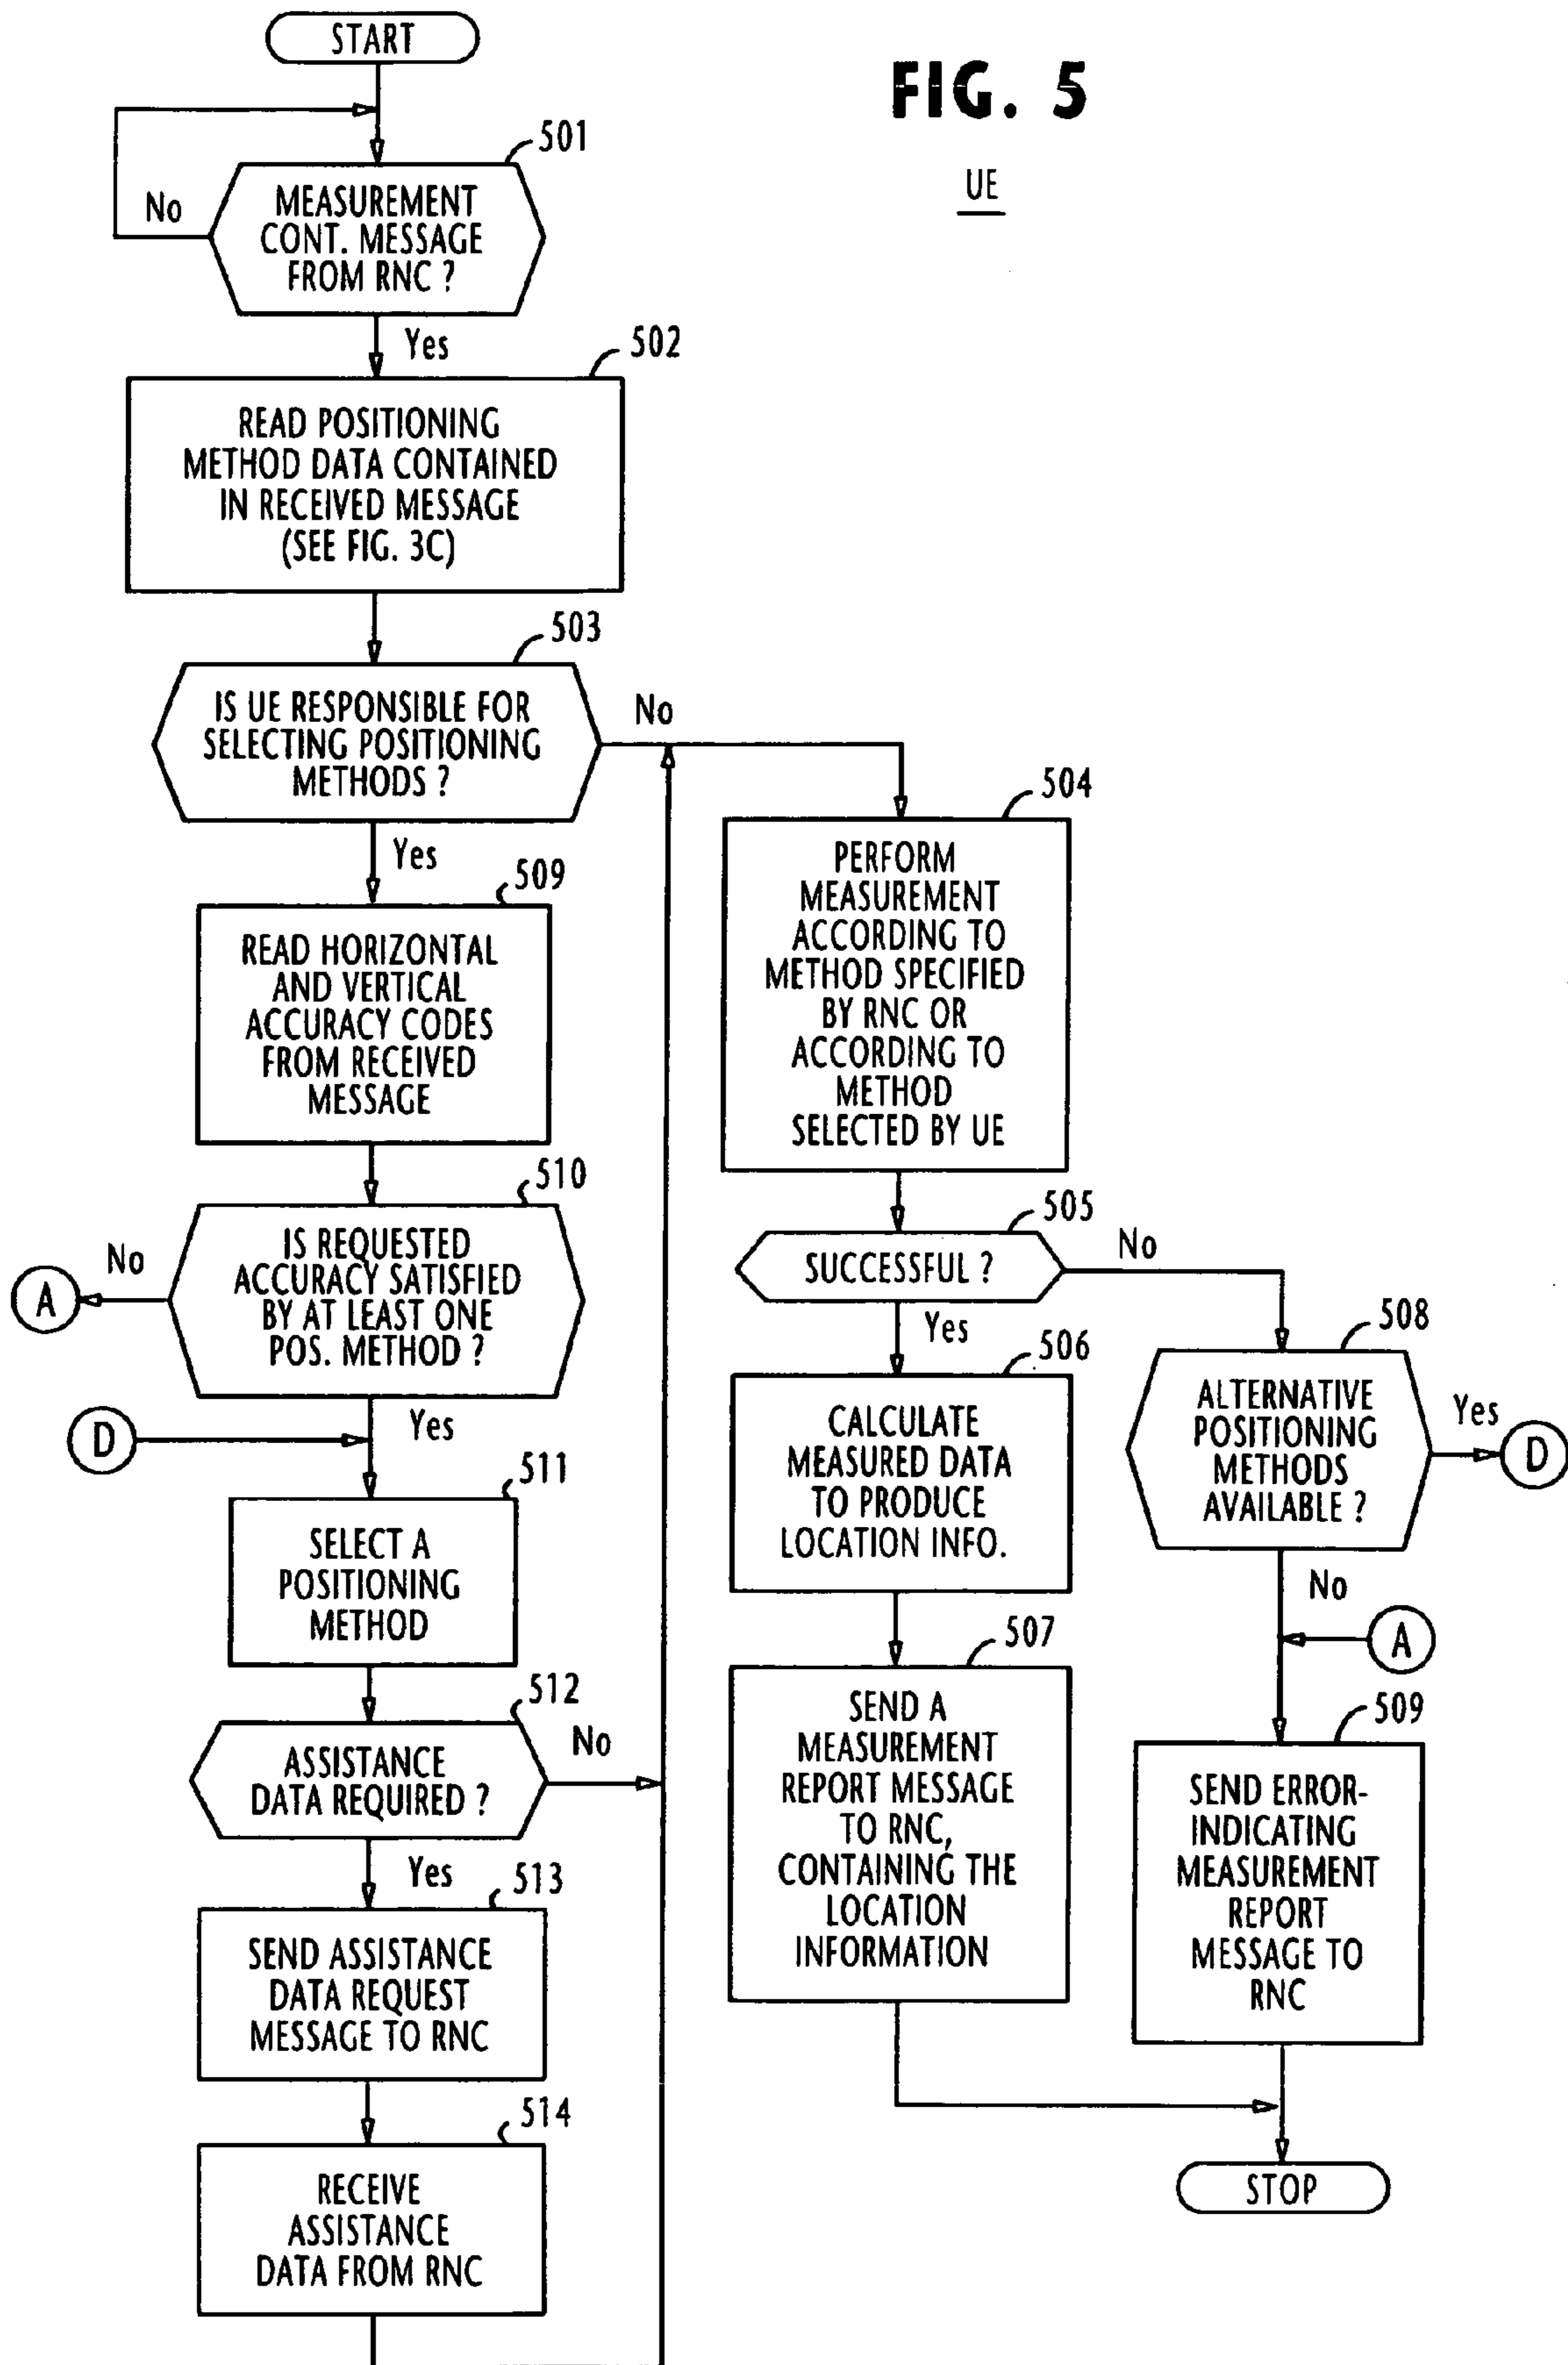 START
FIG. 5
UE
501
MEASUREMENT
CONT. MESSAGE
FROM RNC ?
No
Yes
502
READ POSITIONING
METHOD DATA CONTAINED
IN RECEIVED MESSAGE
(SEE FIG. 3C)
503
IS UE RESPONSIBLE FOR
SELECTING POSITIONING
METHODS ?
No
Yes
509
READ HORIZONTAL
AND VERTICAL
ACCURACY CODES
FROM RECEIVED
MESSAGE
510
IS REQUESTED
ACCURACY SATISFIED
BY AT LEAST ONE
POS. METHOD ?
No
A
Yes
D
511
SELECT A
POSITIONING
METHOD
512
ASSISTANCE
DATA REQUIRED ?
No
Yes
513
SEND ASSISTANCE
DATA REQUEST
MESSAGE TO RNC
514
RECEIVE
ASSISTANCE
DATA FROM RNC
504
PERFORM
MEASUREMENT
ACCORDING TO
METHOD SPECIFIED
BY RNC OR
ACCORDING TO
METHOD
SELECTED BY UE
505
SUCCESSFUL ?
No
Yes
506
CALCULATE
MEASURED DATA
TO PRODUCE
LOCATION INFO.
507
SEND A
MEASUREMENT
REPORT MESSAGE
TO RNC,
CONTAINING THE
LOCATION
INFORMATION
508
ALTERNATIVE
POSITIONING
METHODS
AVAILABLE ?
Yes
D
No
A
509
SEND ERROR-
INDICATING
MEASUREMENT
REPORT
MESSAGE TO
RNC
STOP